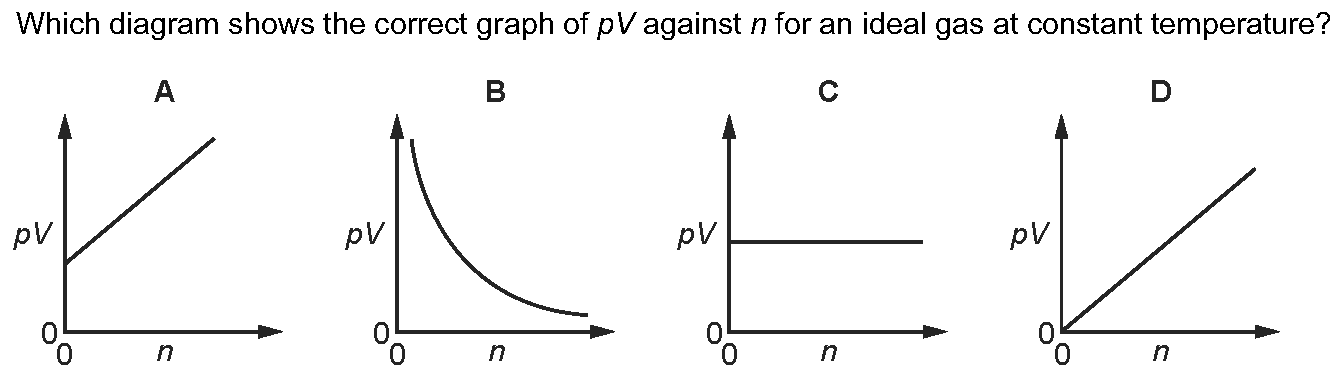 Which diagram shows the correct graph of pV against n for an ideal gas at constant temperature?
A
B
C
D
pV
0
0
n
pV
0
0
n
pV
0
0
n
pV
0
0
n